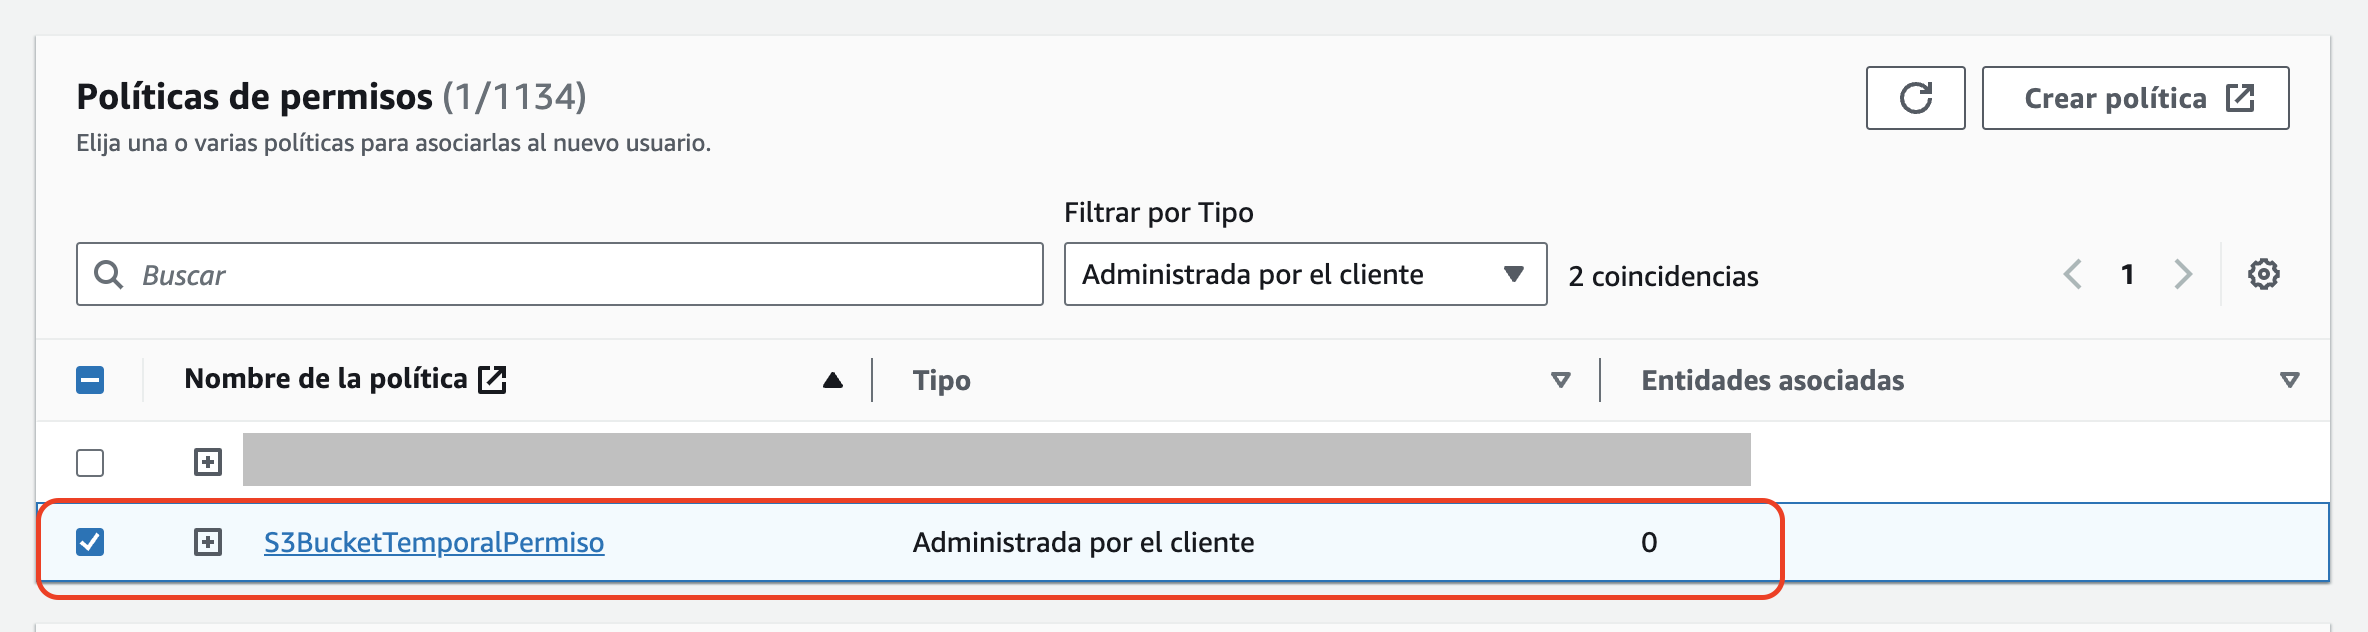 Políticas de permisos (1/1134)
Crear política
Elija una o varias políticas para asociarlas al nuevo usuario.
Filtrar por Tipo
Buscar
Administrada por el cliente
2 coincidencias
1
Nombre de la política
Tipo
Entidades asociadas
S3BucketTemporalPermiso
Administrada por el cliente
0